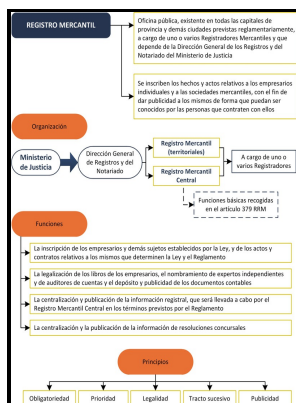 REGISTRO MERCANTIL
Oficina pública, existente en todas las capitales de
provincia y demás ciudades previstas reglamentariamente,
a cargo de uno o varios Registradores Mercantiles y que
depende de la Dirección General de los Registros y del
Notariado del Ministerio de Justicia
Se inscriben los hechos y actos relativos a los empresarios
individuales y a las sociedades mercantiles, con el fin de
dar publicidad a los mismos de forma que puedan ser
conocidos por las personas que contraten con ellos
Organización
Ministerio
de Justicia
Dirección General
de Registros y del
Notariado
Registro Mercantil
(territoriales)
Registro Mercantil
Central
A cargo de uno o
varios Registradores
Funciones básicas recogidas
en el artículo 379 RRM
Funciones
La inscripción de los empresarios y demás sujetos establecidos por la Ley, y de los actos y
contratos relativos a los mismos que determinen la Ley y el Reglamento
La legalización de los libros de los empresarios, el nombramiento de expertos independientes
y de auditores de cuentas y el depósito y publicidad de los documentos contables
La centralización y publicación de la información registral, que será llevada a cabo por el
Registro Mercantil Central en los términos previstos por el Reglamento
La centralización y la publicación de la información de resoluciones concursales
Principios
Obligatoriedad
Prioridad
Legalidad
Tracto sucesivo
Publicidad